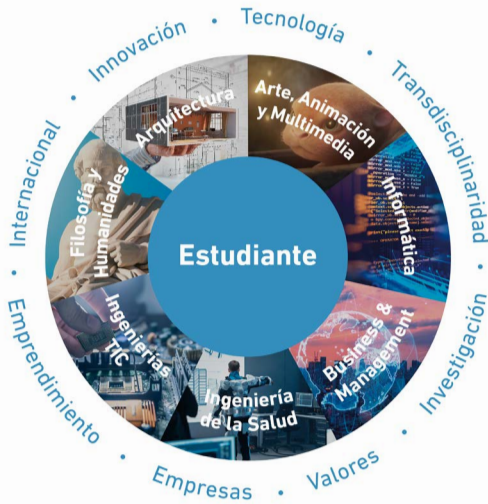 Tecnología
Transdisciplinaridad
Investigación
Valores
Empresas
Emprendimiento
Internacional
Innovación
Arte, Animación
y Multimedia
Informática
Business &
Management
Ingeniería
de la Salud
Ingenierías
TIC
Filosofía y
Humanidades
Arquitectura
Estudiante